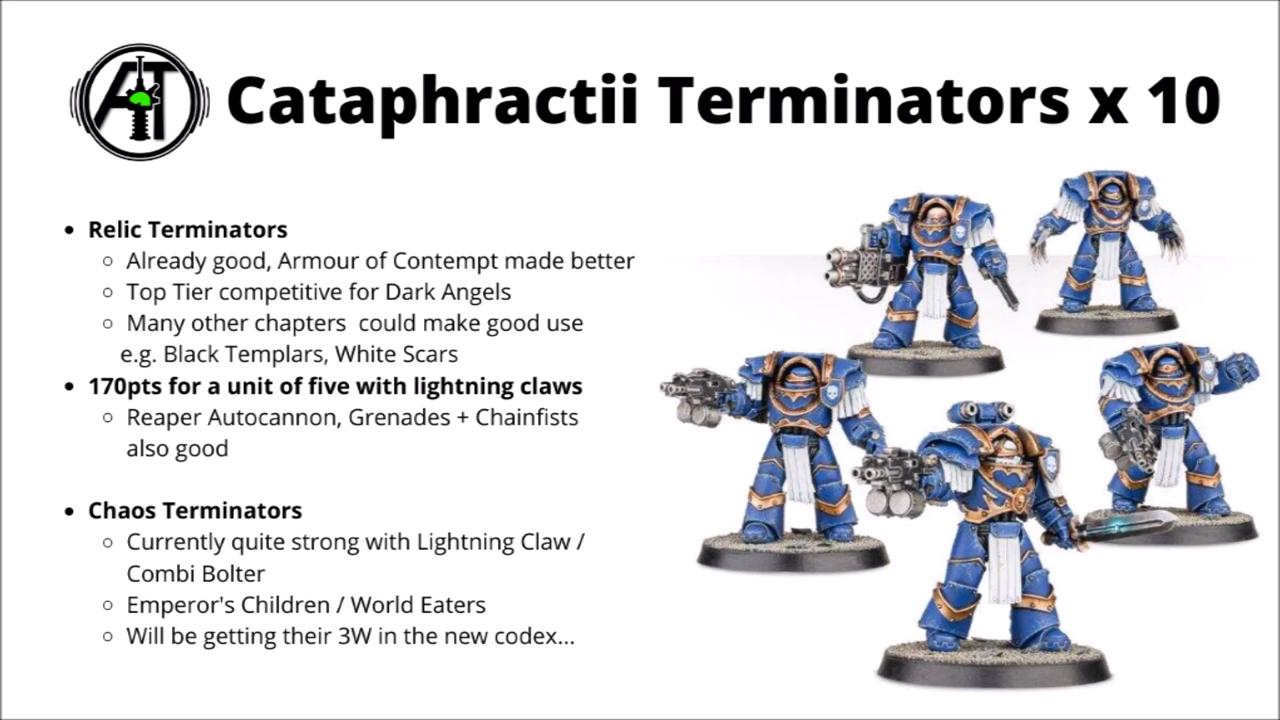 AT
Cataphractii Terminators x 10
• Relic Terminators
○ Already good, Armour of Contempt made better
○ Top Tier competitive for Dark Angels
○ Many other chapters could make good use
e.g. Black Templars, White Scars
• 170pts for a unit of five with lightning claws
○ Reaper Autocannon, Grenades + Chainfists
also good
• Chaos Terminators
○ Currently quite strong with Lightning Claw /
Combi Bolter
○ Emperor's Children / World Eaters
○ Will be getting their 3W in the new codex...